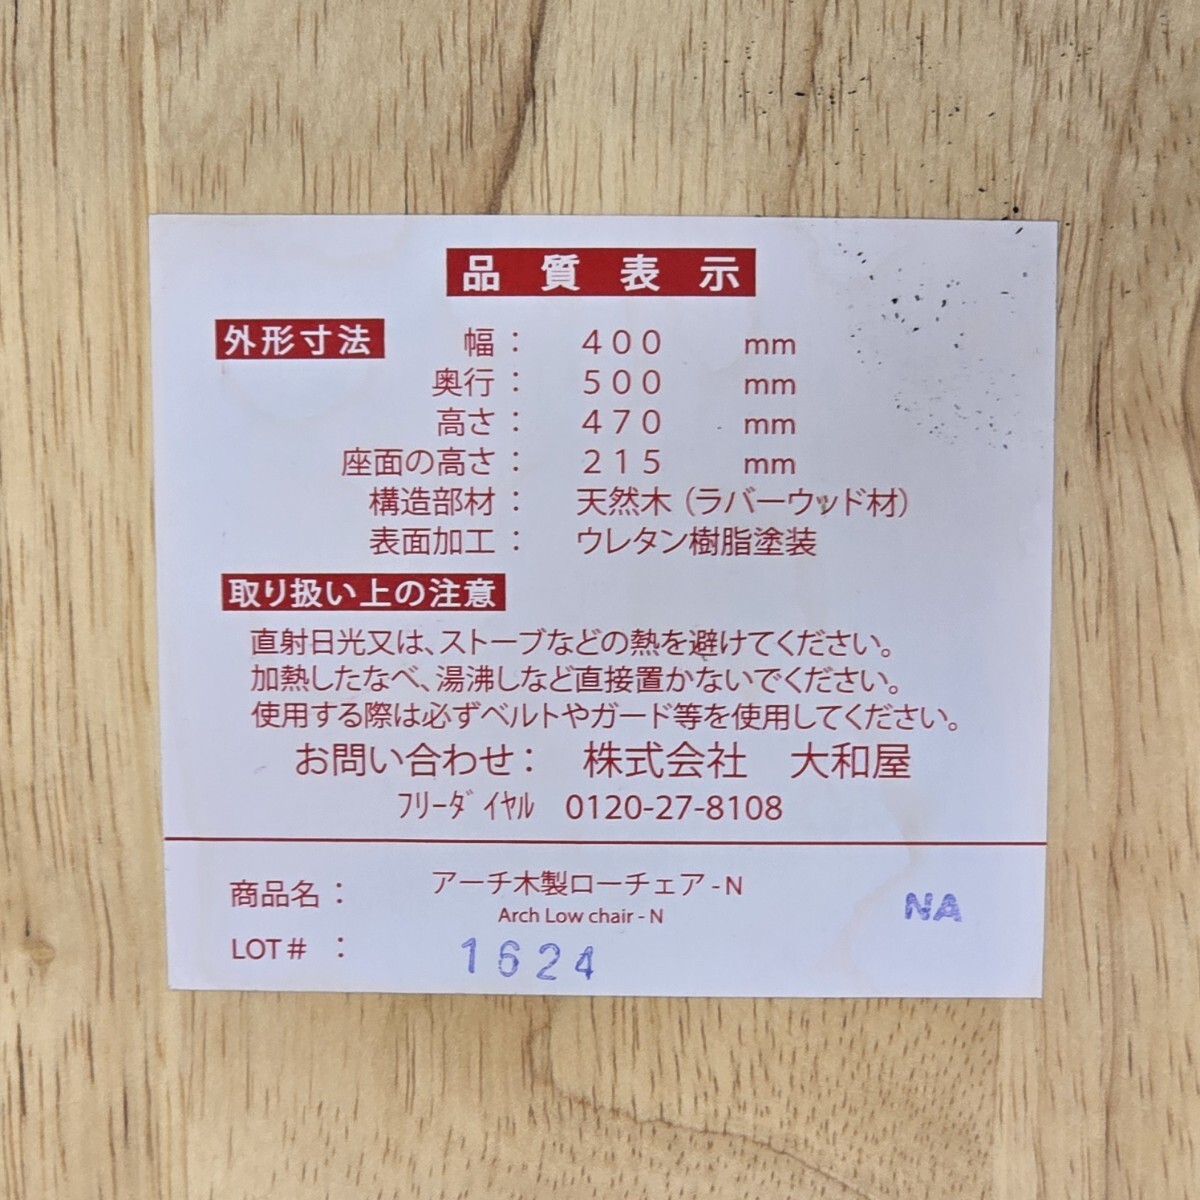 品質表示
外形寸法 幅： 400 mm
奥行： 500 mm
高さ： 470 mm
座面の高さ： 215 mm
構造部材： 天然木（ラバーウッド材）
表面加工： ウレタン樹脂塗装
取り扱い上の注意
直射日光又は、ストーブなどの熱を避けてください。
加熱したなべ、湯沸しなど直接置かないでください。
使用する際は必ずベルトやガード等を使用してください。
お問い合わせ： 株式会社 大和屋
フリーダイヤル 0120-27-8108
商品名： アーチ木製ローチェア-N
Arch Low chair - N
NA
LOT＃： 1624